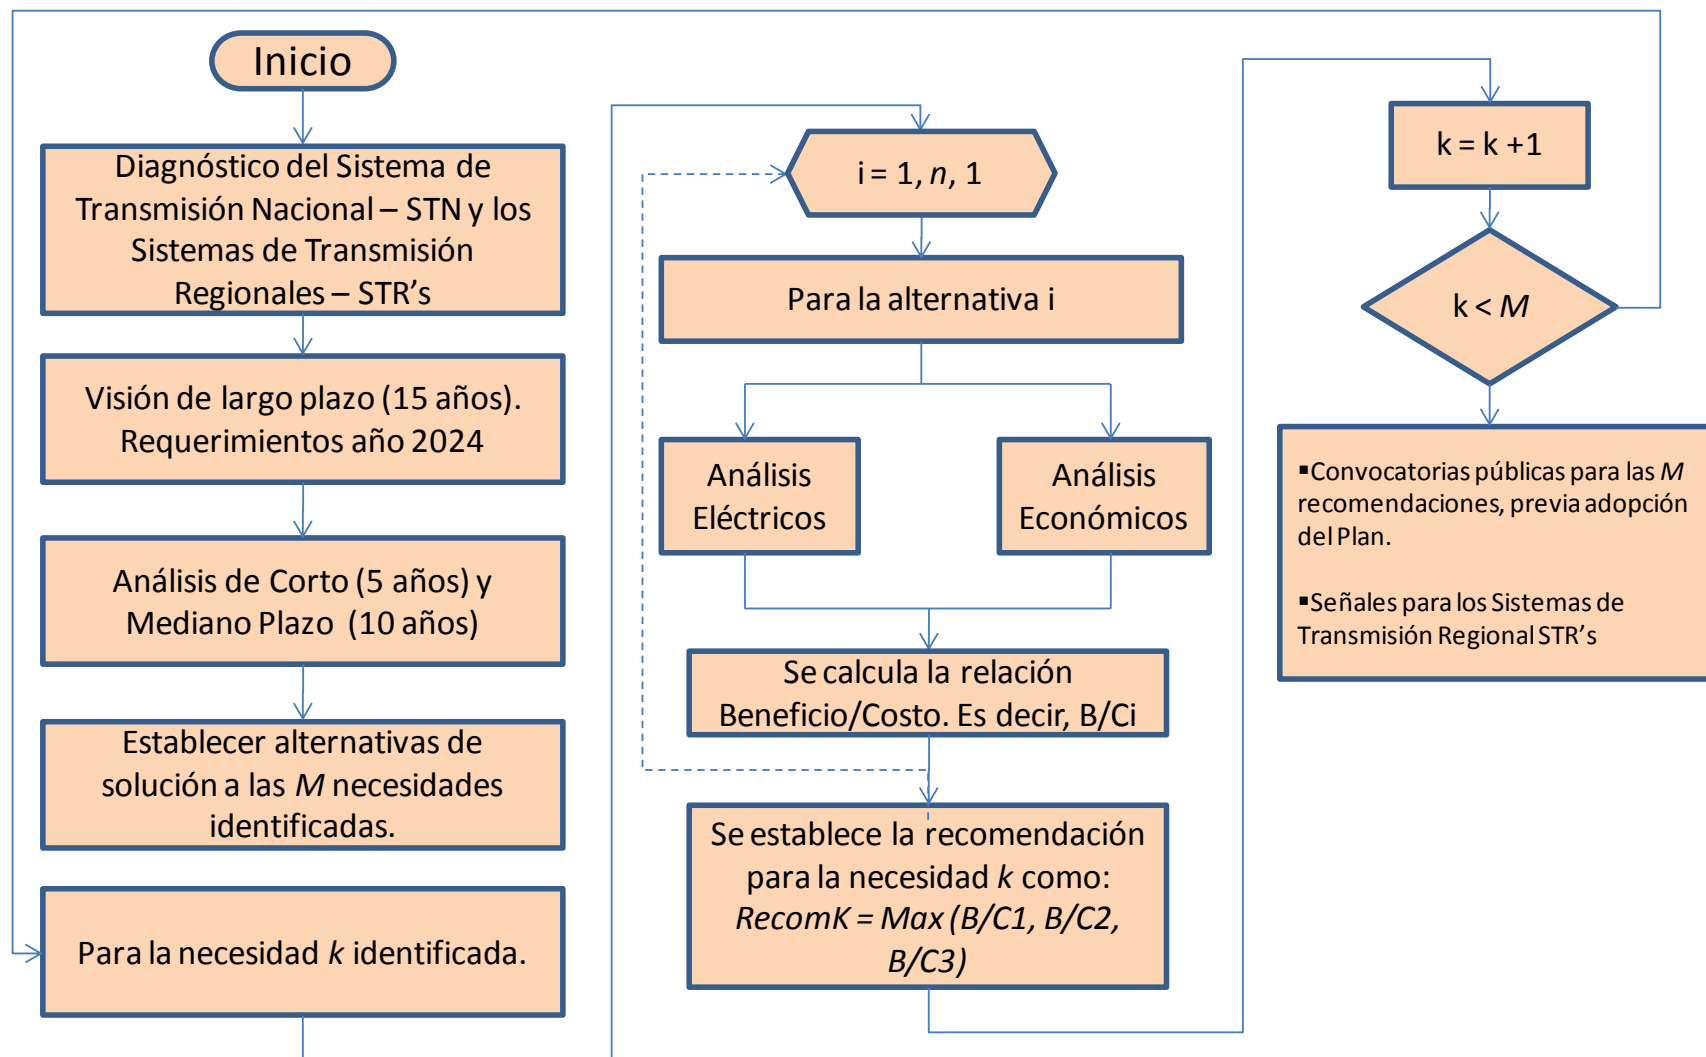 Inicio
Diagnóstico del Sistema de
Transmisión Nacional – STN y los
Sistemas de Transmisión
Regionales – STR's
Visión de largo plazo (15 años).
Requerimientos año 2024
Análisis de Corto (5 años) y
Mediano Plazo (10 años)
Establecer alternativas de
solución a las M necesidades
identificadas.
Para la necesidad k identificada.
i = 1, n, 1
Para la alternativa i
Análisis
Eléctricos
Análisis
Económicos
Se calcula la relación
Beneficio/Costo. Es decir, B/Ci
Se establece la recomendación
para la necesidad k como:
RecomK = Max (B/C1, B/C2,
B/C3)
k = k +1
k < M
▪Convocatorias públicas para las M
recomendaciones, previa adopción
del Plan.
▪Señales para los Sistemas de
Transmisión Regional STR's